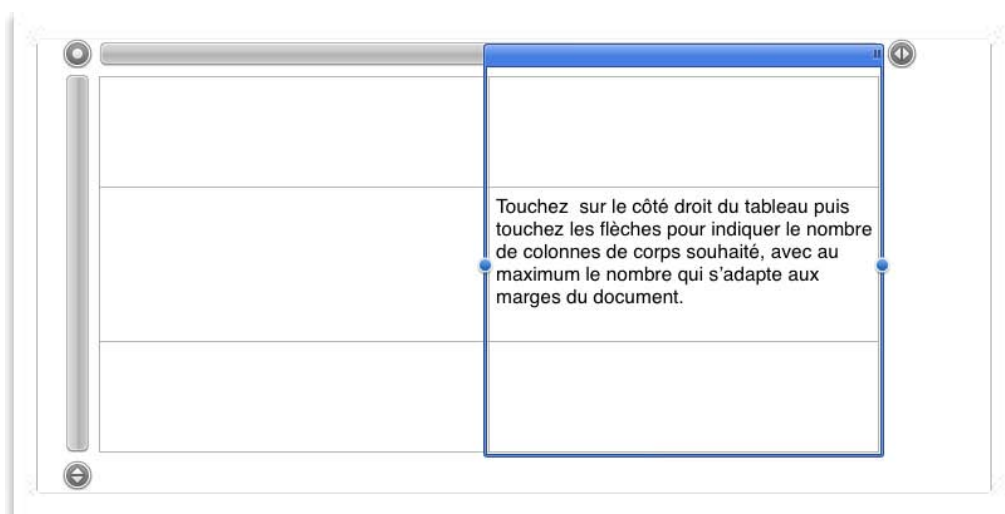 Touchez  sur le côté droit du tableau puis
touchez les flèches pour indiquer le nombre
de colonnes de corps souhaité, avec au
maximum le nombre qui s’adapte aux
marges du document.